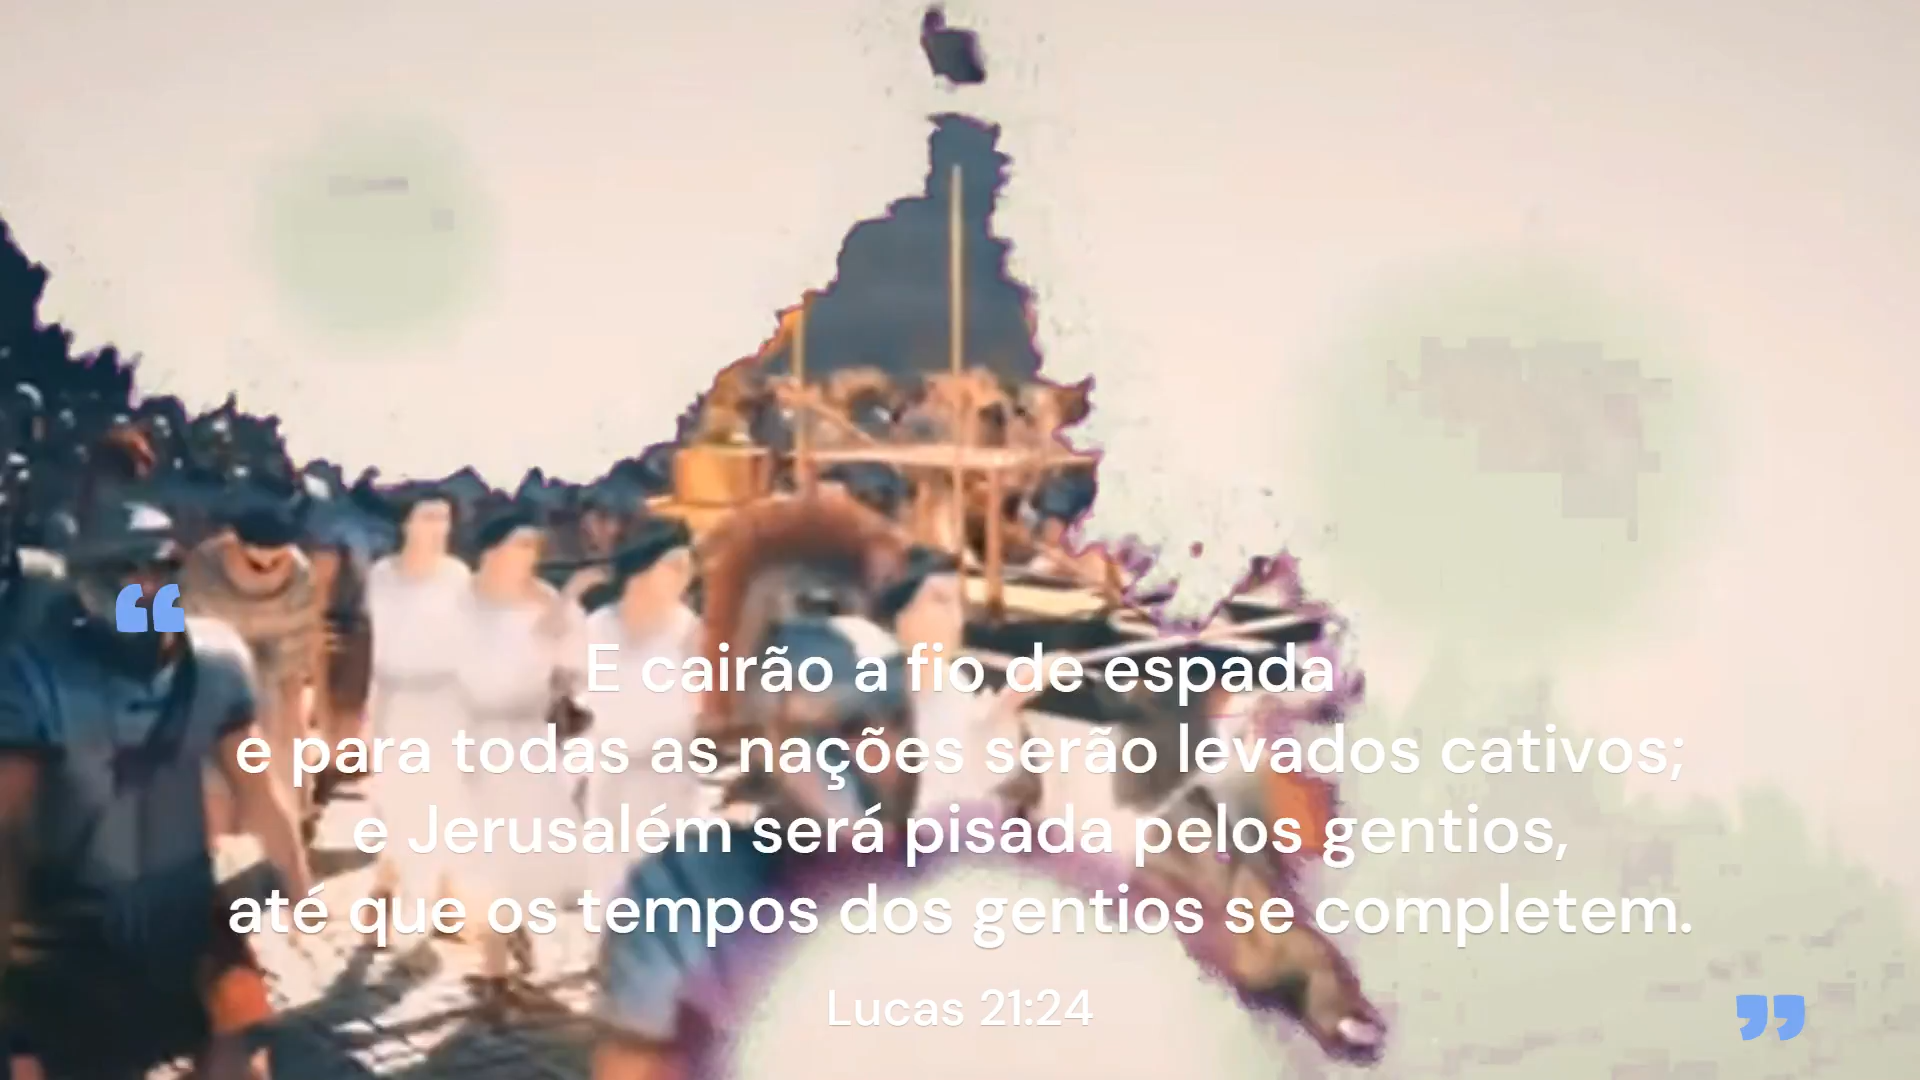 “
E cairão a fio de espada
e para todas as nações serão levados cativos;
e Jerusalém será pisada pelos gentios,
até que os tempos dos gentios se completem.
Lucas 21:24
”